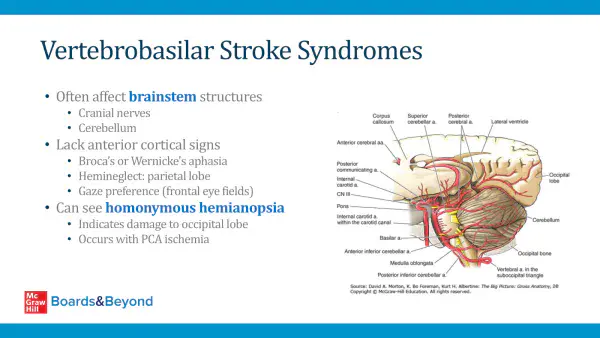 Vertebrobasilar Stroke Syndromes
• Often affect brainstem structures
• Cranial nerves
• Cerebellum
• Lack anterior cortical signs
• Broca's or Wernicke's aphasia
• Hemineglect: parietal lobe
• Gaze preference (frontal eye fields)
• Can see homonymous hemianopsia
• Indicates damage to occipital lobe
• Occurs with PCA ischemia
Corpus
callosum
Superior
cerebellar a.
Posterior
cerebral a.
Lateral ventricle
Anterior cerebral aa.
Posterior
communicating a.
Internal
carotid a.
CN III
Pons
Internal carotid a.
within the carotid canal
Basilar a.
Anterior inferior cerebellar a.
Medulla oblongata
Posterior inferior cerebellar a.
Occipital
lobe
Cerebellum
Occipital bone
Vertebral a. in the
suboccipital triangle
Source: David A. Morton, K. Bo Foreman, Kurt H. Albertine: The Big Picture: Gross Anatomy, 2R
Copyright © McGraw-Hill Education. All rights reserved.
Mc
Graw
Hill
Boards&Beyond